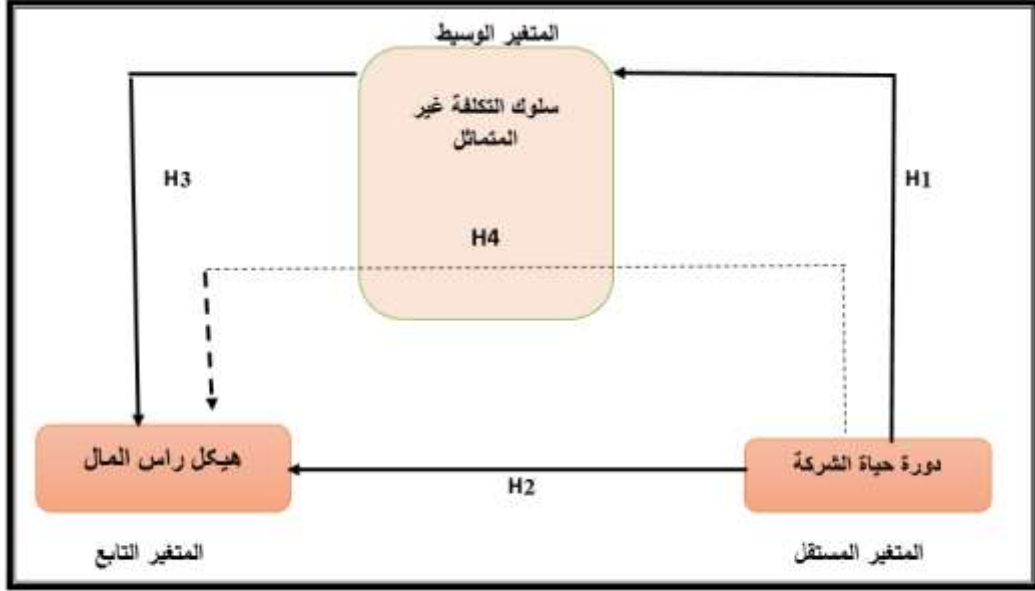 المتغير الوسيط
سلوك التكلفة غير
المتماثل
H3
H1
H4
هيكل راس المال
دورة حياة الشركة
H2
المتغير التابع
المتغير المستقل